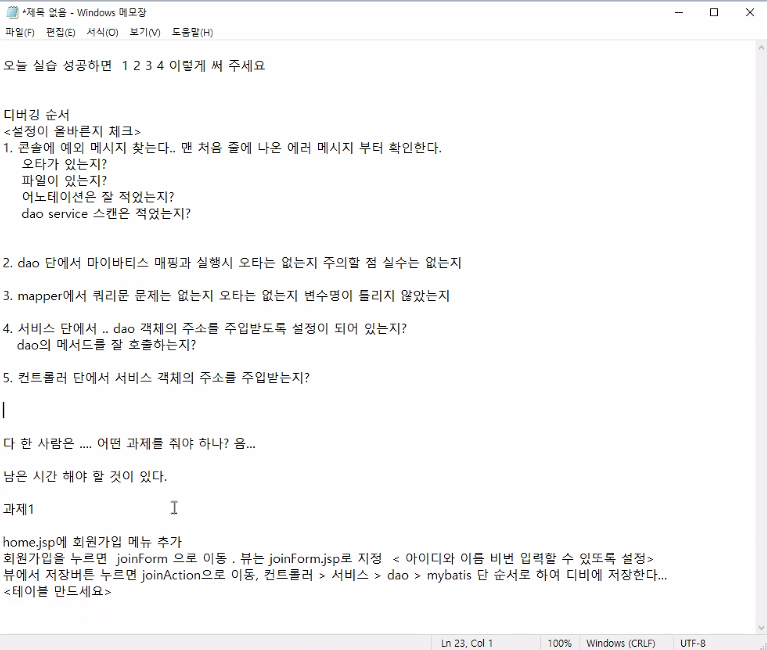 *제목 없음 - Windows 메모장
파일(F) 편집(E) 서식(O) 보기(V) 도움말(H)
오늘 실습 성공하면 1 2 3 4 이렇게 써 주세요
디버깅 순서
<설정이 올바른지 체크>
1. 콘솔에 예외 메시지 찾는다.. 맨 처음 줄에 나온 에러 메시지 부터 확인한다.
오타가 있는지?
파일이 있는지?
어노테이션은 잘 적었는지?
dao service 스캔은 적었는지?
2. dao 단에서 마이바티스 매핑과 실행시 오타는 없는지 주의할 점 실수는 없는지
3. mapper에서 쿼리문 문제는 없는지 오타는 없는지 변수명이 틀리지 않았는지
4. 서비스 단에서 .. dao 객체의 주소를 주입받도록 설정이 되어 있는지?
dao의 메서드를 잘 호출하는지?
5. 컨트롤러 단에서 서비스 객체의 주소를 주입받는지?
다 한 사람은 .... 어떤 과제를 줘야 하나? 음...
남은 시간 해야 할 것이 있다.
과제1
home.jsp에 회원가입 메뉴 추가
회원가입을 누르면 joinForm 으로 이동 . 뷰는 joinForm.jsp로 지정 < 아이디와 이름 비번 입력할 수 있또록 설정>
뷰에서 저장버튼 누르면 joinAction으로 이동, 컨트롤러 > 서비스 > dao > mybatis 단 순서로 하여 디비에 저장한다...
<테이블 만드세요>
Ln 23, Col 1 100% Windows (CRLF) UTF-8